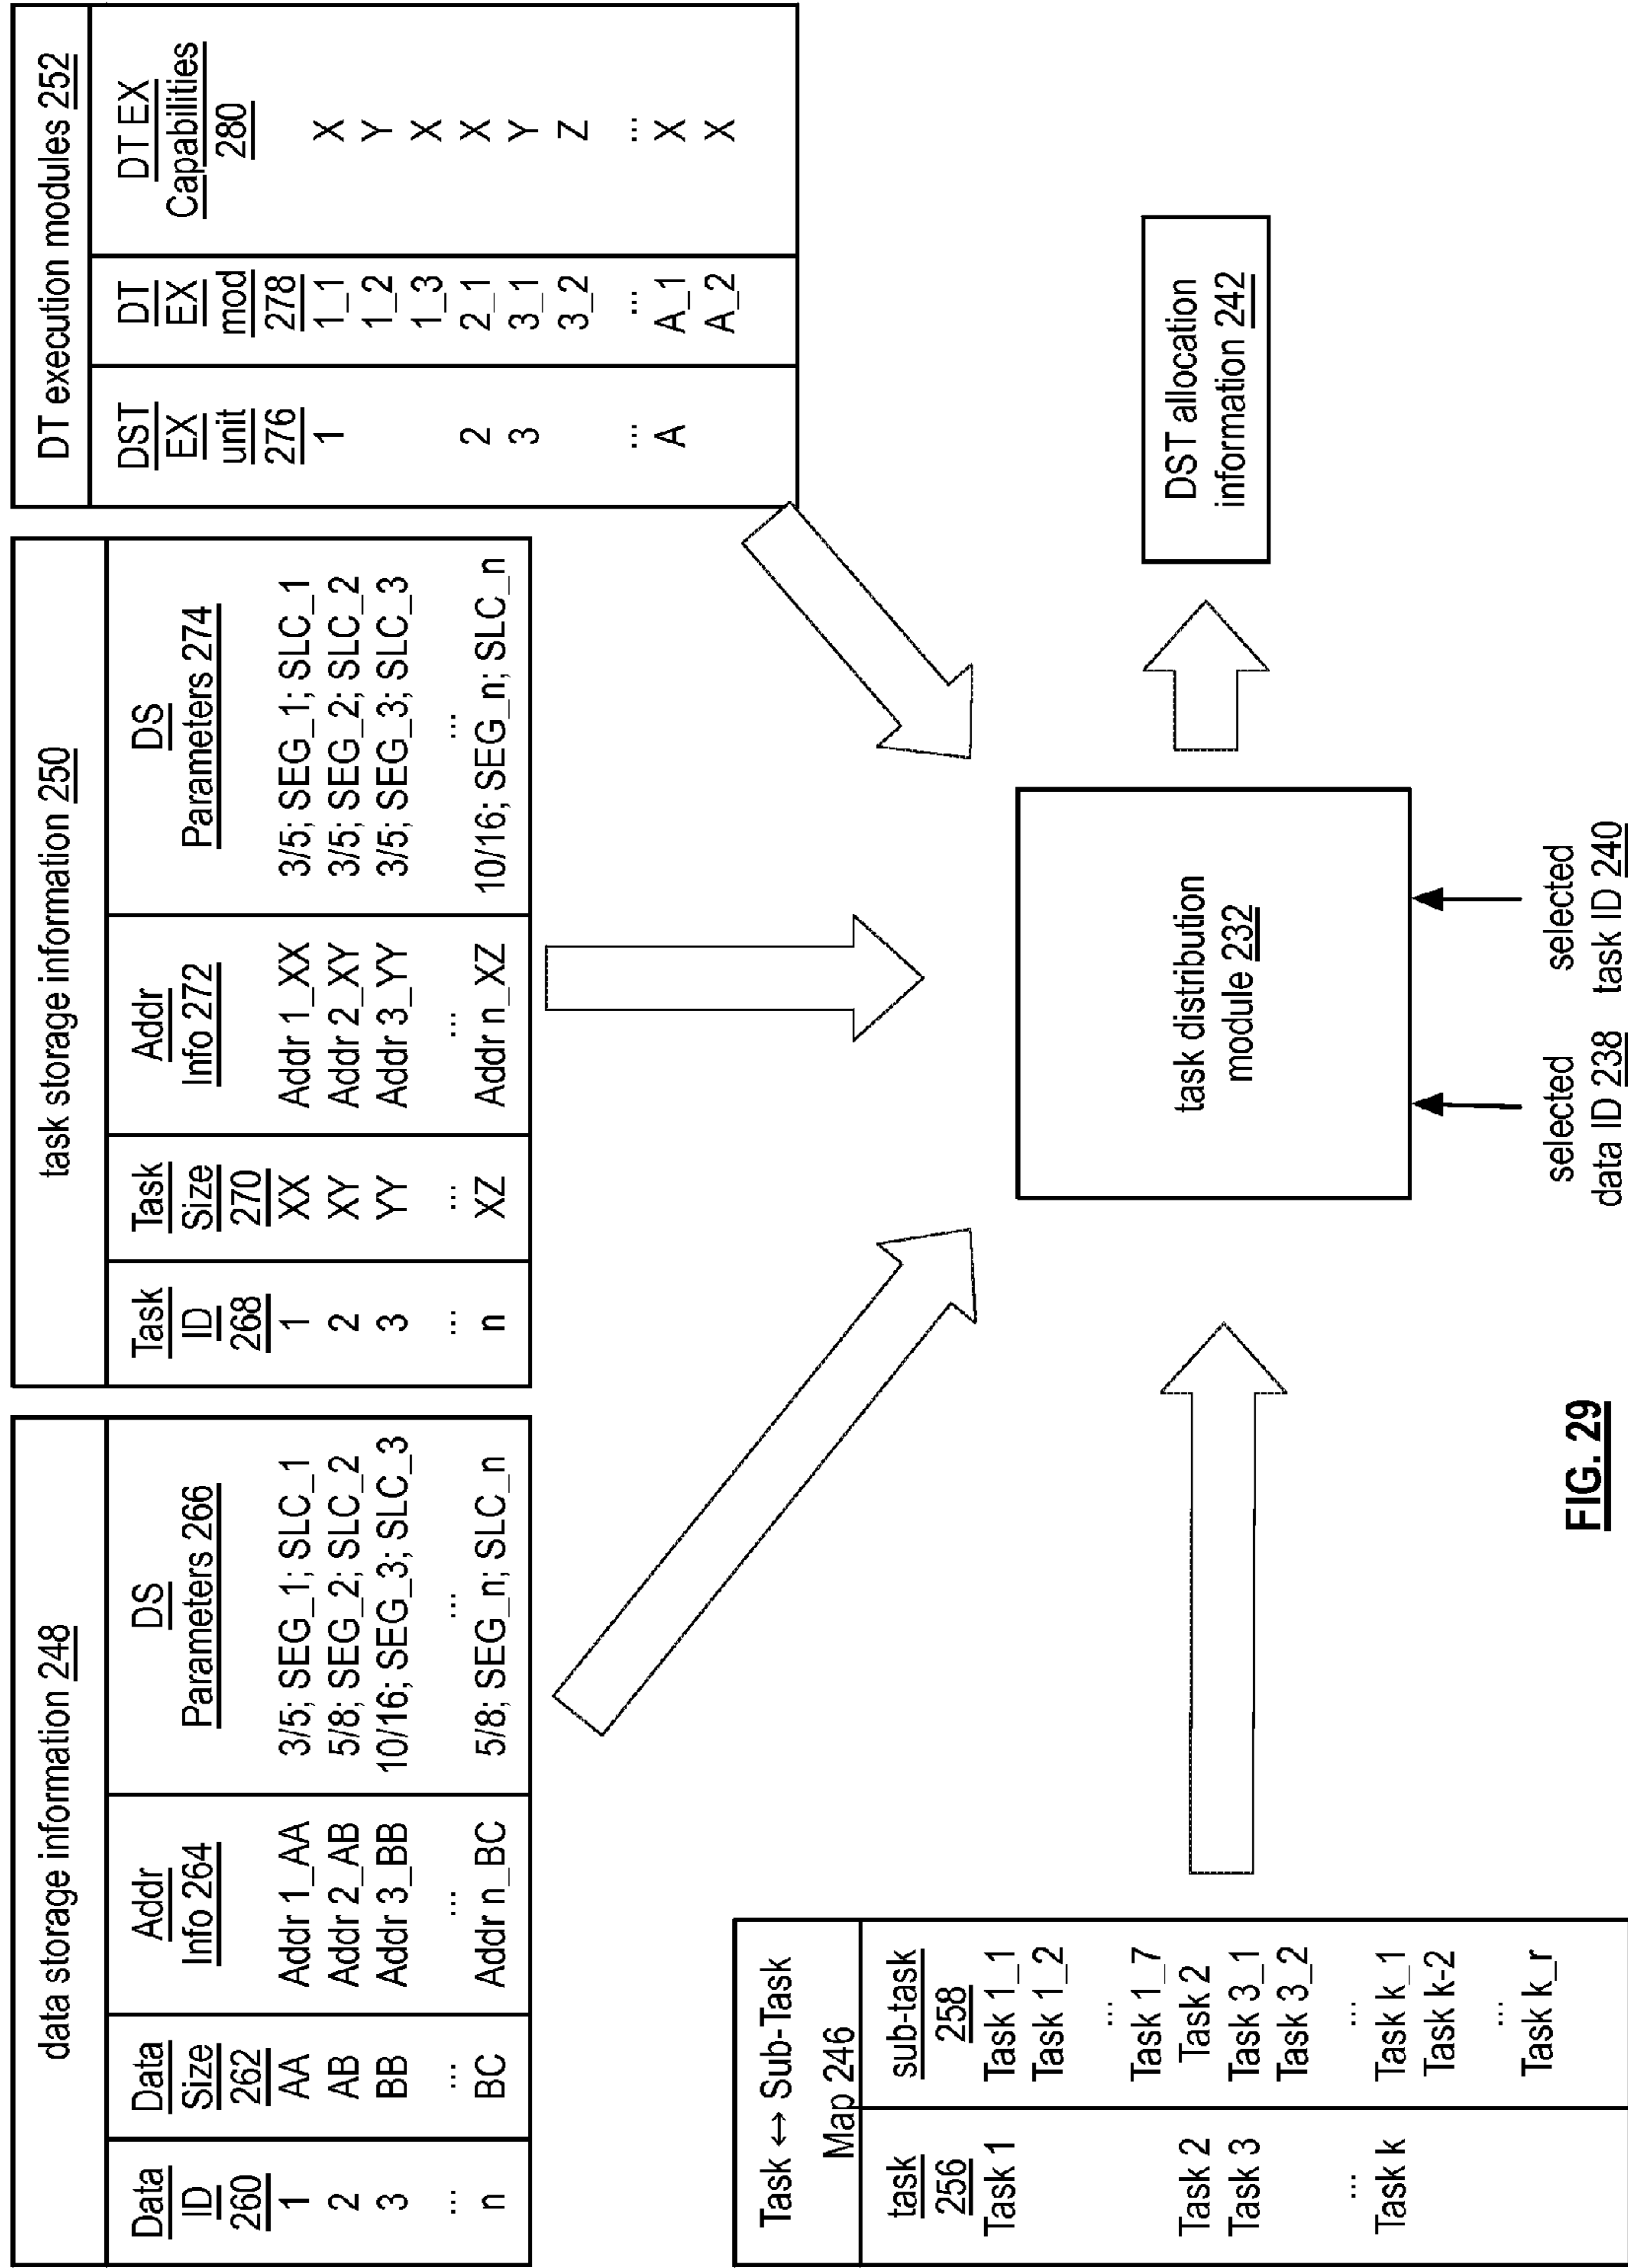 data storage information 248
Data ID 260 Data Size 262 Addr Info 264 DS Parameters 266
1 AA Addr 1_AA 3/5; SEG_1; SLC_1
2 AB Addr 2_AB 5/8; SEG_2; SLC_2
3 BB Addr 3_BB 10/16; SEG_3; SLC_3
... ... ... ...
n BC Addr n_BC 5/8; SEG_n; SLC_n
task storage information 250
Task ID 268 Task Size 270 Addr Info 272 DS Parameters 274
1 XX Addr 1_XX 3/5; SEG_1; SLC_1
2 XY Addr 2_XY 3/5; SEG_2; SLC_2
3 YY Addr 3_YY 3/5; SEG_3; SLC_3
... ... ... ...
n XZ Addr n_XZ 10/16; SEG_n; SLC_n
DT execution modules 252
DST EX unit 276 DT EX mod 278 DT EX Capabilities 280
1 1_1 X
1_2 Y
1_3 X
2 2_1 X
3 3_1 Y
3_2 Z
... ... ...
A A_1 X
A_2 X
Task ↔ Sub-Task
Map 246
task 256 sub-task 258
Task 1 Task 1_1
Task 1_2
...
Task 1_7
Task 2 Task 2
Task 3 Task 3_1
Task 3_2
... ...
Task k Task k_1
Task k-2
...
Task k_r
task distribution
module 232
DST allocation
information 242
selected
data ID 238
selected
task ID 240
FIG. 29